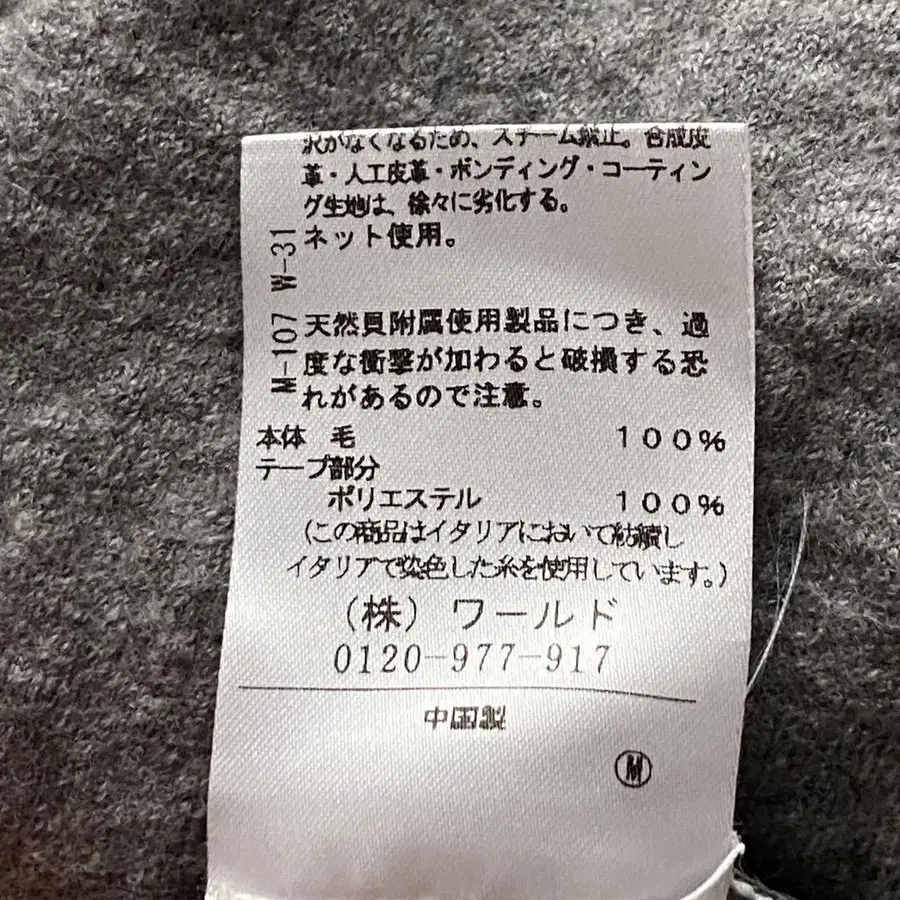 がなくなるため、スチーム禁止。合成皮
革・人工皮革・ボンディング・コーティン
グ生地は、徐々に劣化する。
ネット使用。
M-107 W-31
天然貝附属使用製品につき、過
度な衝撃が加わると破損する恐
れがあるので注意。
本体 毛 100%
テープ部分
ポリエステル 100%
(この商品はイタリアにおいて紡績し
イタリアで染色した糸を使用しています。)
(株) ワールド
0120-977-917
中国製
M